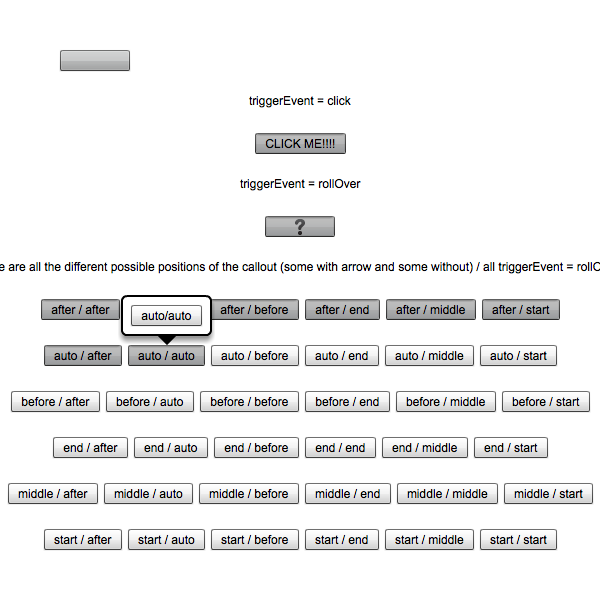 triggerEvent = click
CLICK ME!!!!
triggerEvent = rollOver
?
are all the different possible positions of the callout (some with arrow and some without) / all triggerEvent =
after / after auto/auto after / before after / end after / middle after / start
auto / after auto / auto auto / before auto / end auto / middle auto / start
before / after before / auto before / before before / end before / middle before / start
end / after end / auto end / before end / end end / middle end / start
middle / after middle / auto middle / before middle / end middle / middle middle / start
start / after start / auto start / before start / end start / middle start / start